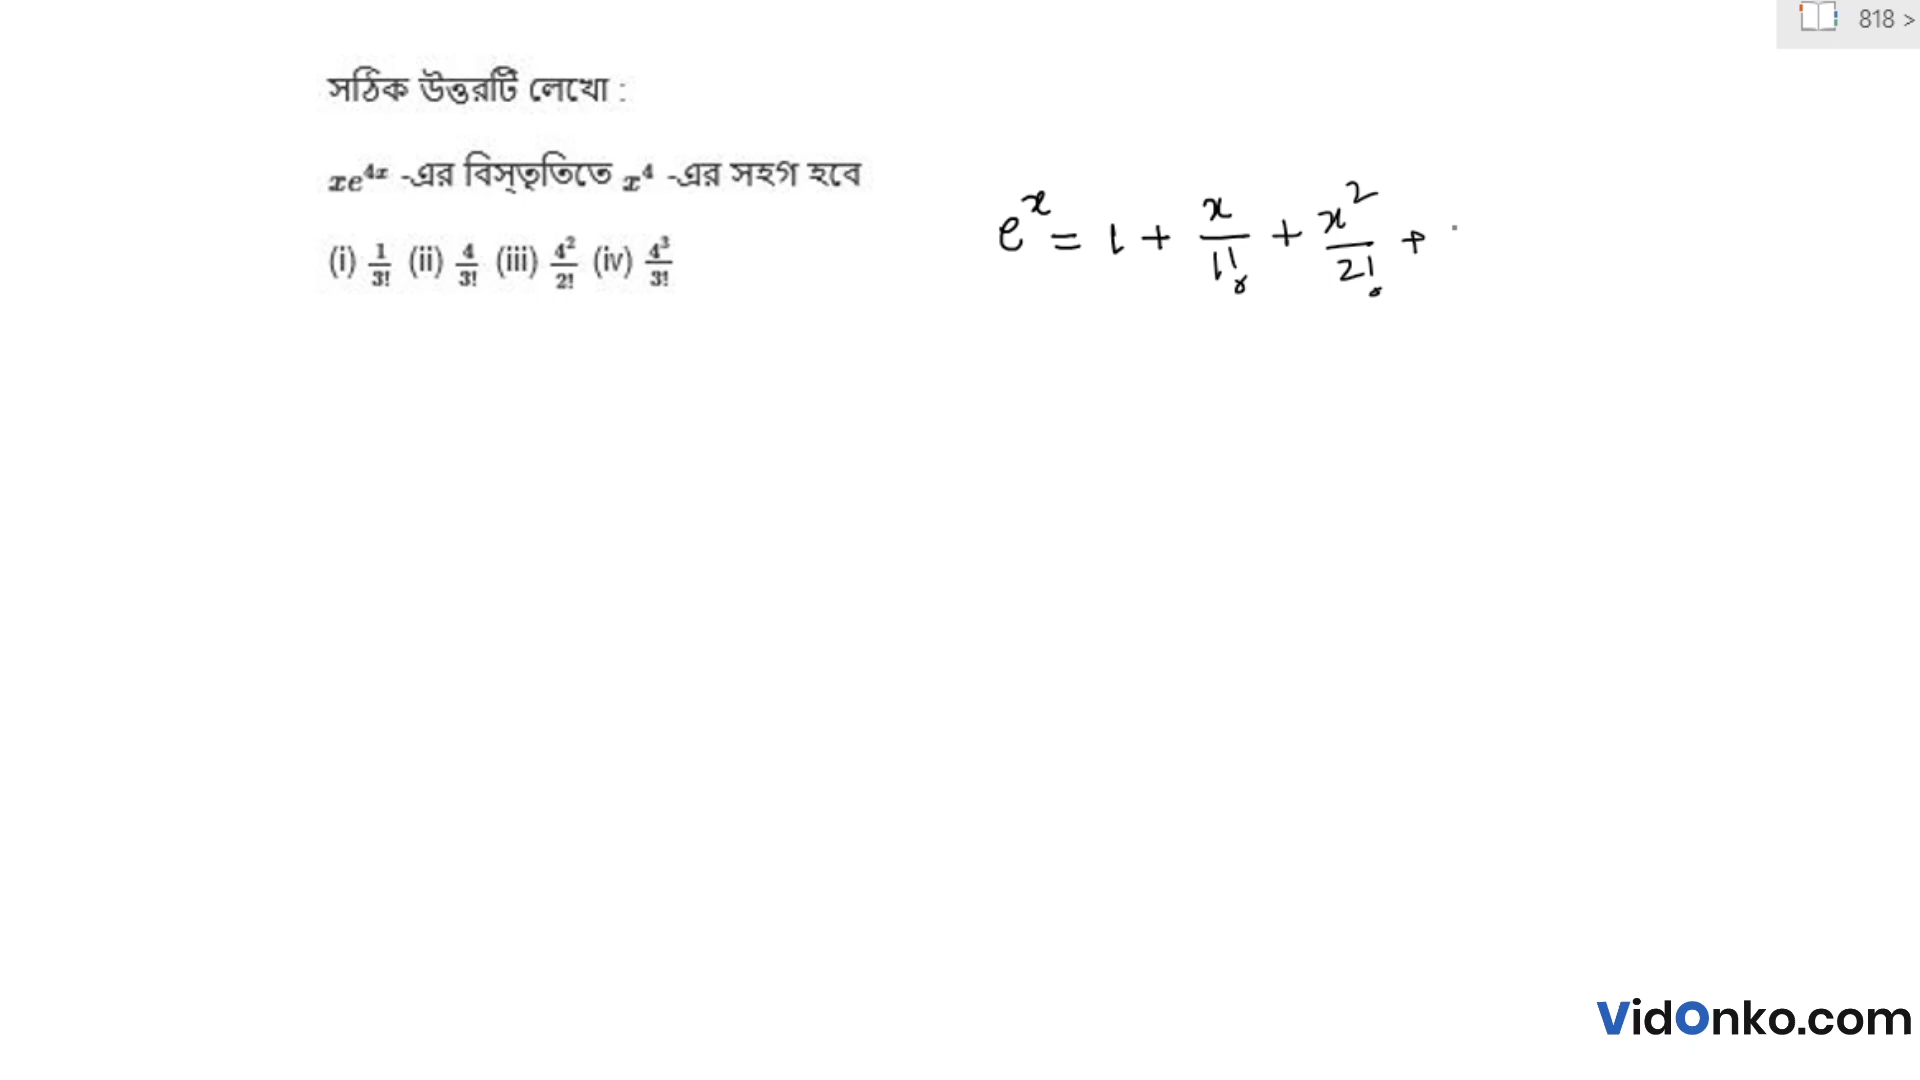 818 >
সঠিক উত্তরটি লেখো :
xe^{4x} -এর বিস্তৃতিতে x^4 -এর সহগ হবে
(i) 1/3! (ii) 4/3! (iii) 4^2/2! (iv) 4^3/3!
e^x = 1 + x/1! + x^2/2! +
VidOnko.com